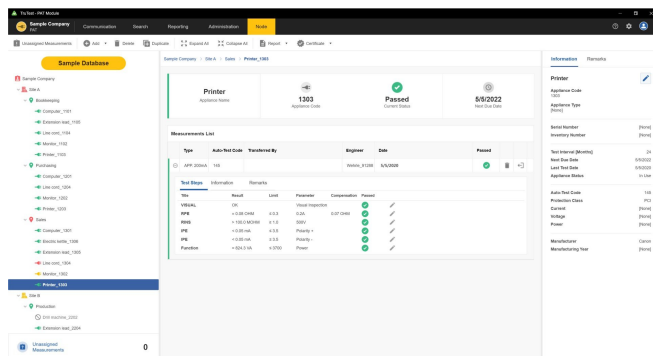 TruTest - PAT Module
Sample Company
PAT
Communication Search Reporting Administration Node
Unassigned Measurements Add Delete Duplicate Expand All Collapse All Report Certificate
Sample Database
Sample Company
Site A
Bookkeeping
Computer_1101
Extension lead_1105
Line cord_1104
Monitor_1102
Printer_1103
Purchasing
Computer_1201
Line cord_1204
Monitor_1202
Printer_1203
Sales
Computer_1301
Electric kettle_1306
Extension lead_1305
Line cord_1304
Monitor_1302
Printer_1303
Site B
Production
Drill machine_2202
Extension lead_2204
Unassigned
Measurements 0
Sample Company > Site A > Sales > Printer_1303
Printer
Appliance Name
1303
Appliance Code
Passed
Current Status
5/5/2022
Next Due Date
Measurements List
Type Auto-Test Code Transferred By Engineer Date Passed
APP. 200mA 149 5/5/2020
Test Steps Information Remarks
Title Result Limit Parameter Compensation Passed
VISUAL OK Visual Inspection
RPE ≤ 0.3 0.2A 0.07 OHM
RINS > 100.0 MOHM ≥ 1.0 500V
IPE < 0.05 mA ≤ 3.5 Polarity +
IPE < 0.05 mA ≤ 3.5 Polarity -
Function = 624.0 VA ≤ 3700 Power
Information Remarks
Printer
Appliance Code
1303
Appliance Type
[None]
Serial Number [None]
Inventory Number [None]
Test Interval [Months] 24
Next Due Date 5/5/2022
Last Test Date 5/5/2020
Appliance Status In Use
Auto-Test Code 149
Protection Class PCI
Current [None]
Voltage [None]
Power [None]
Manufacturer Canon
Manufacturing Year [None]